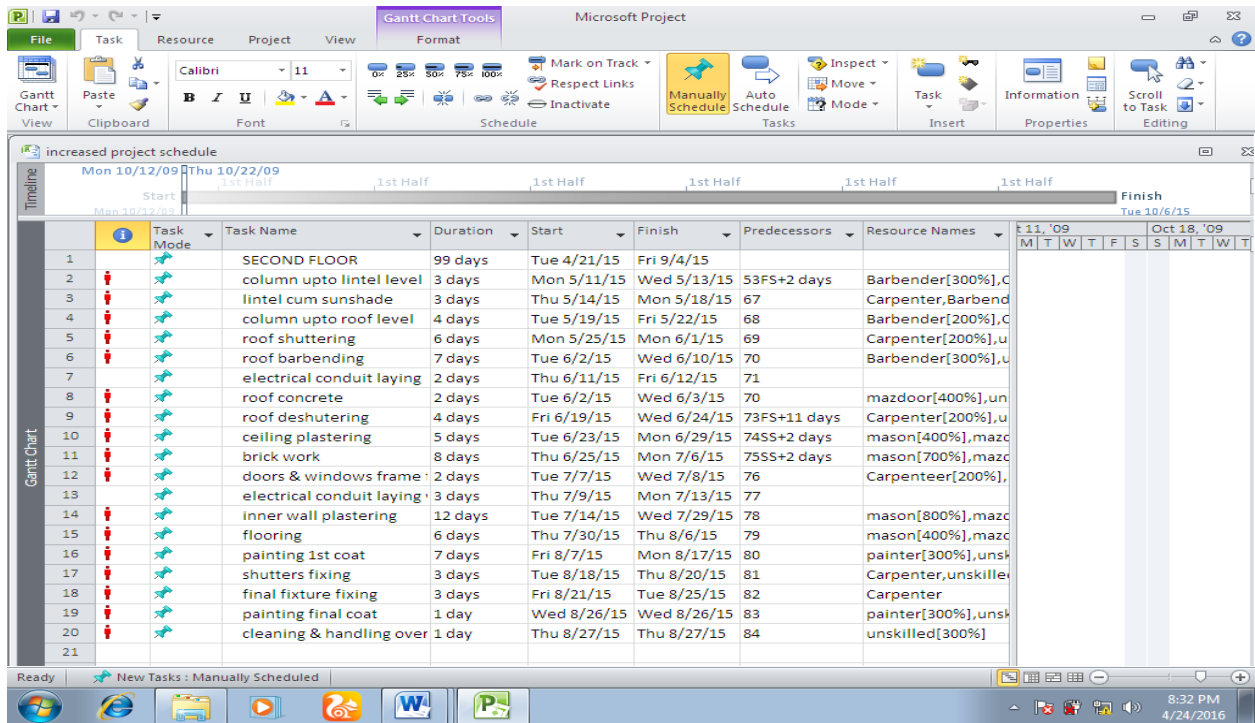 Gantt Chart Tools Microsoft Project
File Task Resource Project View Format
Calibri 11
0% 25% 50% 75% 100%
Mark on Track
Respect Links
Inactivate
Gantt Chart
Paste
B I U A
Manually Schedule
Auto Schedule
Inspect
Move
Mode
Task
Information
Scroll to Task
View Clipboard Font Schedule Tasks Insert Properties Editing
increased project schedule
Timeline
Mon 10/12/09 Thu 10/22/09
1st Half 1st Half 1st Half 1st Half 1st Half 1st Half
Start
Mon 10/12/09
Finish
Tue 10/6/15
Gantt Chart
Task Mode Task Name Duration Start Finish Predecessors Resource Names t 11, '09 Oct 18, '09
M T W T F S S M T W T
1 SECOND FLOOR 99 days Tue 4/21/15 Fri 9/4/15
2 column upto lintel level 3 days Mon 5/11/15 Wed 5/13/15 53FS+2 days Barbender[300%],C
3 lintel cum sunshade 3 days Thu 5/14/15 Mon 5/18/15 67 Carpenter,Barbend
4 column upto roof level 4 days Tue 5/19/15 Fri 5/22/15 68 Barbender[200%],C
5 roof shuttering 6 days Mon 5/25/15 Mon 6/1/15 69 Carpenter[200%],u
6 roof barbending 7 days Tue 6/2/15 Wed 6/10/15 70 Barbender[300%],u
7 electrical conduit laying 2 days Thu 6/11/15 Fri 6/12/15 71
8 roof concrete 2 days Tue 6/2/15 Wed 6/3/15 70 mazdoor[400%],un
9 roof deshutering 4 days Fri 6/19/15 Wed 6/24/15 73FS+11 days Carpenter[200%],u
10 ceiling plastering 5 days Tue 6/23/15 Mon 6/29/15 74SS+2 days mason[400%],mazd
11 brick work 8 days Thu 6/25/15 Mon 7/6/15 75SS+2 days mason[700%],mazd
12 doors & windows frame 2 days Tue 7/7/15 Wed 7/8/15 76 Carpenteer[200%],
13 electrical conduit laying 3 days Thu 7/9/15 Mon 7/13/15 77
14 inner wall plastering 12 days Tue 7/14/15 Wed 7/29/15 78 mason[800%],mazd
15 flooring 6 days Thu 7/30/15 Thu 8/6/15 79 mason[400%],mazd
16 painting 1st coat 7 days Fri 8/7/15 Mon 8/17/15 80 painter[300%],unsk
17 shutters fixing 3 days Tue 8/18/15 Thu 8/20/15 81 Carpenter,unskille
18 final fixture fixing 3 days Fri 8/21/15 Tue 8/25/15 82 Carpenter
19 painting final coat 1 day Wed 8/26/15 Wed 8/26/15 83 painter[300%],unsk
20 cleaning & handling over 1 day Thu 8/27/15 Thu 8/27/15 84 unskilled[300%]
21
Ready New Tasks : Manually Scheduled
8:32 PM
4/24/2016